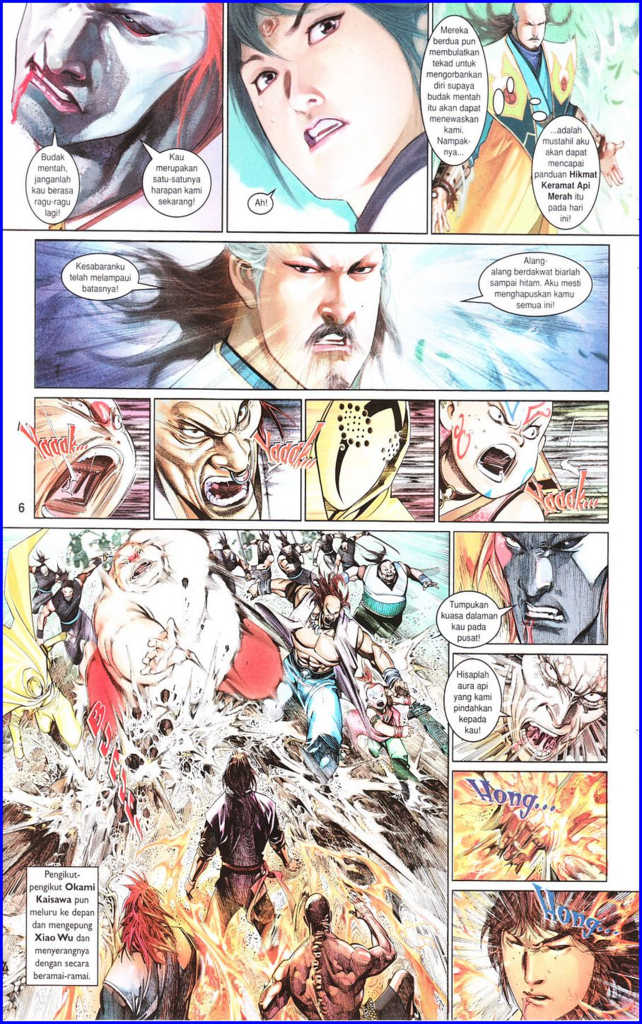 Budak
mentah,
janganlah
kau berasa
ragu-ragu
lagi!
Kau
merupakan
satu-satunya
harapan kami
sekarang!
Ah!
Mereka
berdua pun
membulatkan
tekad untuk
mengorbankan
diri supaya
budak mentah
itu akan dapat
menewaskan
kami.
Nampak-
nya...
...adalah
mustahil aku
akan dapat
mencapai
panduan Hikmat
Keramat Api
Merah itu
pada hari
ini!
Kesabaranku
telah melampaui
batasnya!
Alang-
alang berdakwat biarlah
sampai hitam. Aku mesti
menghapuskan kamu
semua ini!
Yaaak...
Yaaak...
Yaaak...
6
Tumpukan
kuasa dalaman
kau pada
pusat!
Hisaplah
aura api
yang kami
pindahkan
kepada
kau!
Hong...
Hong...
Pengikut-
pengikut Okami
Kaisawa pun
meluru ke depan
dan mengepung
Xiao Wu dan
menyerangnya
dengan secara
beramai-ramai.